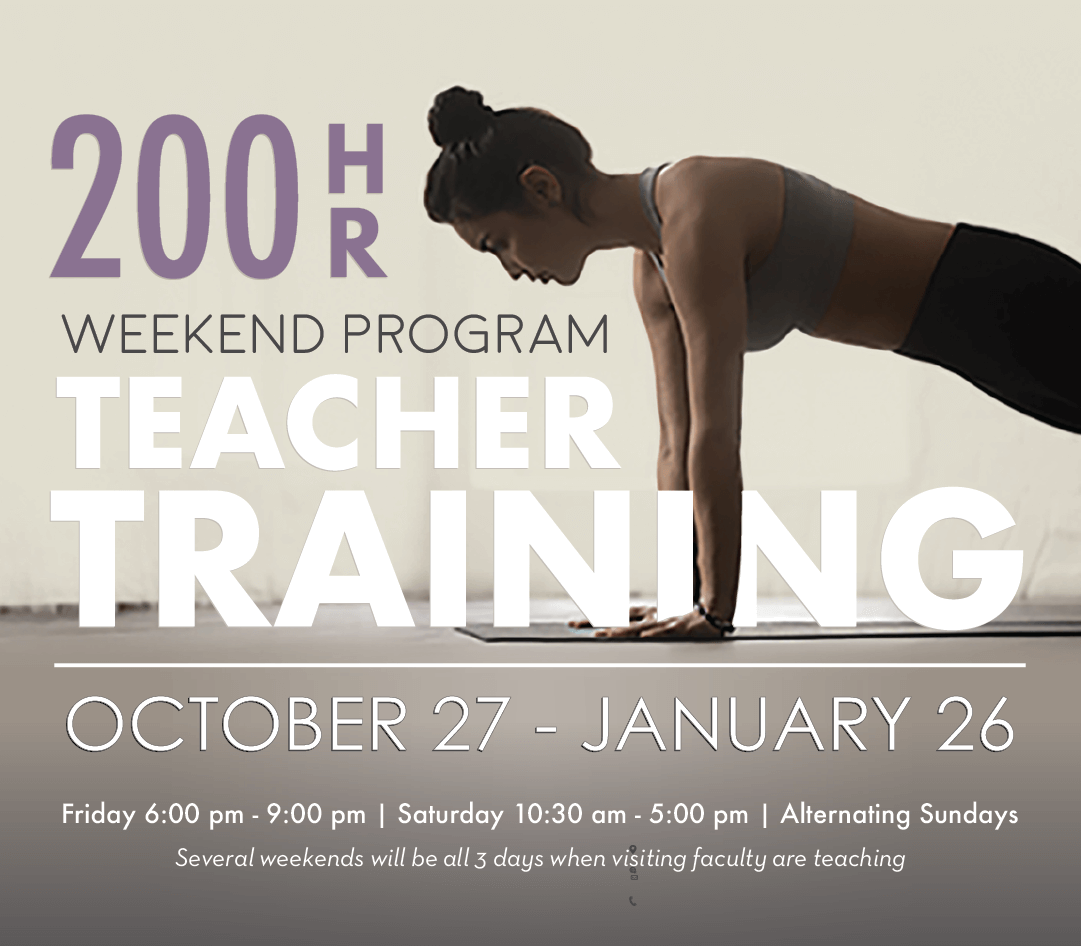 200 HR
WEEKEND PROGRAM
TEACHER
TRAINING
OCTOBER 27 - JANUARY 26
Friday 6:00 pm - 9:00 pm | Saturday 10:30 am - 5:00 pm | Alternating Sundays
Several weekends will be all 3 days when visiting faculty are teaching